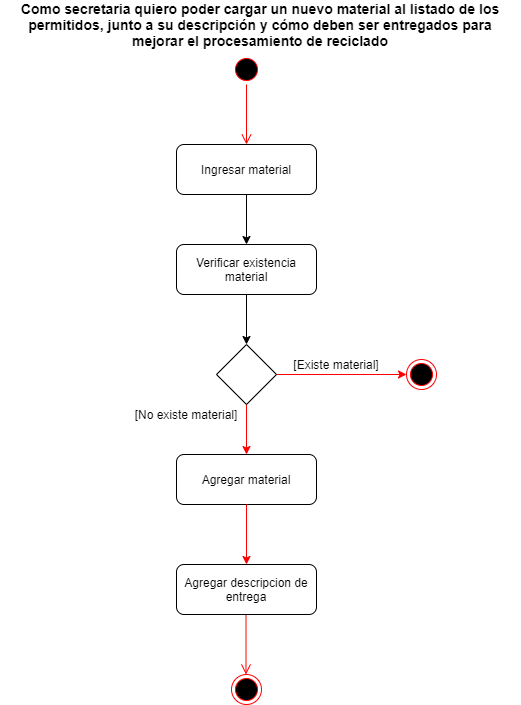 Como secretaria quiero poder cargar un nuevo material al listado de los
permitidos, junto a su descripción y cómo deben ser entregados para
mejorar el procesamiento de reciclado
Ingresar material
Verificar existencia
material
[Existe material]
[No existe material]
Agregar material
Agregar descripcion de
entrega